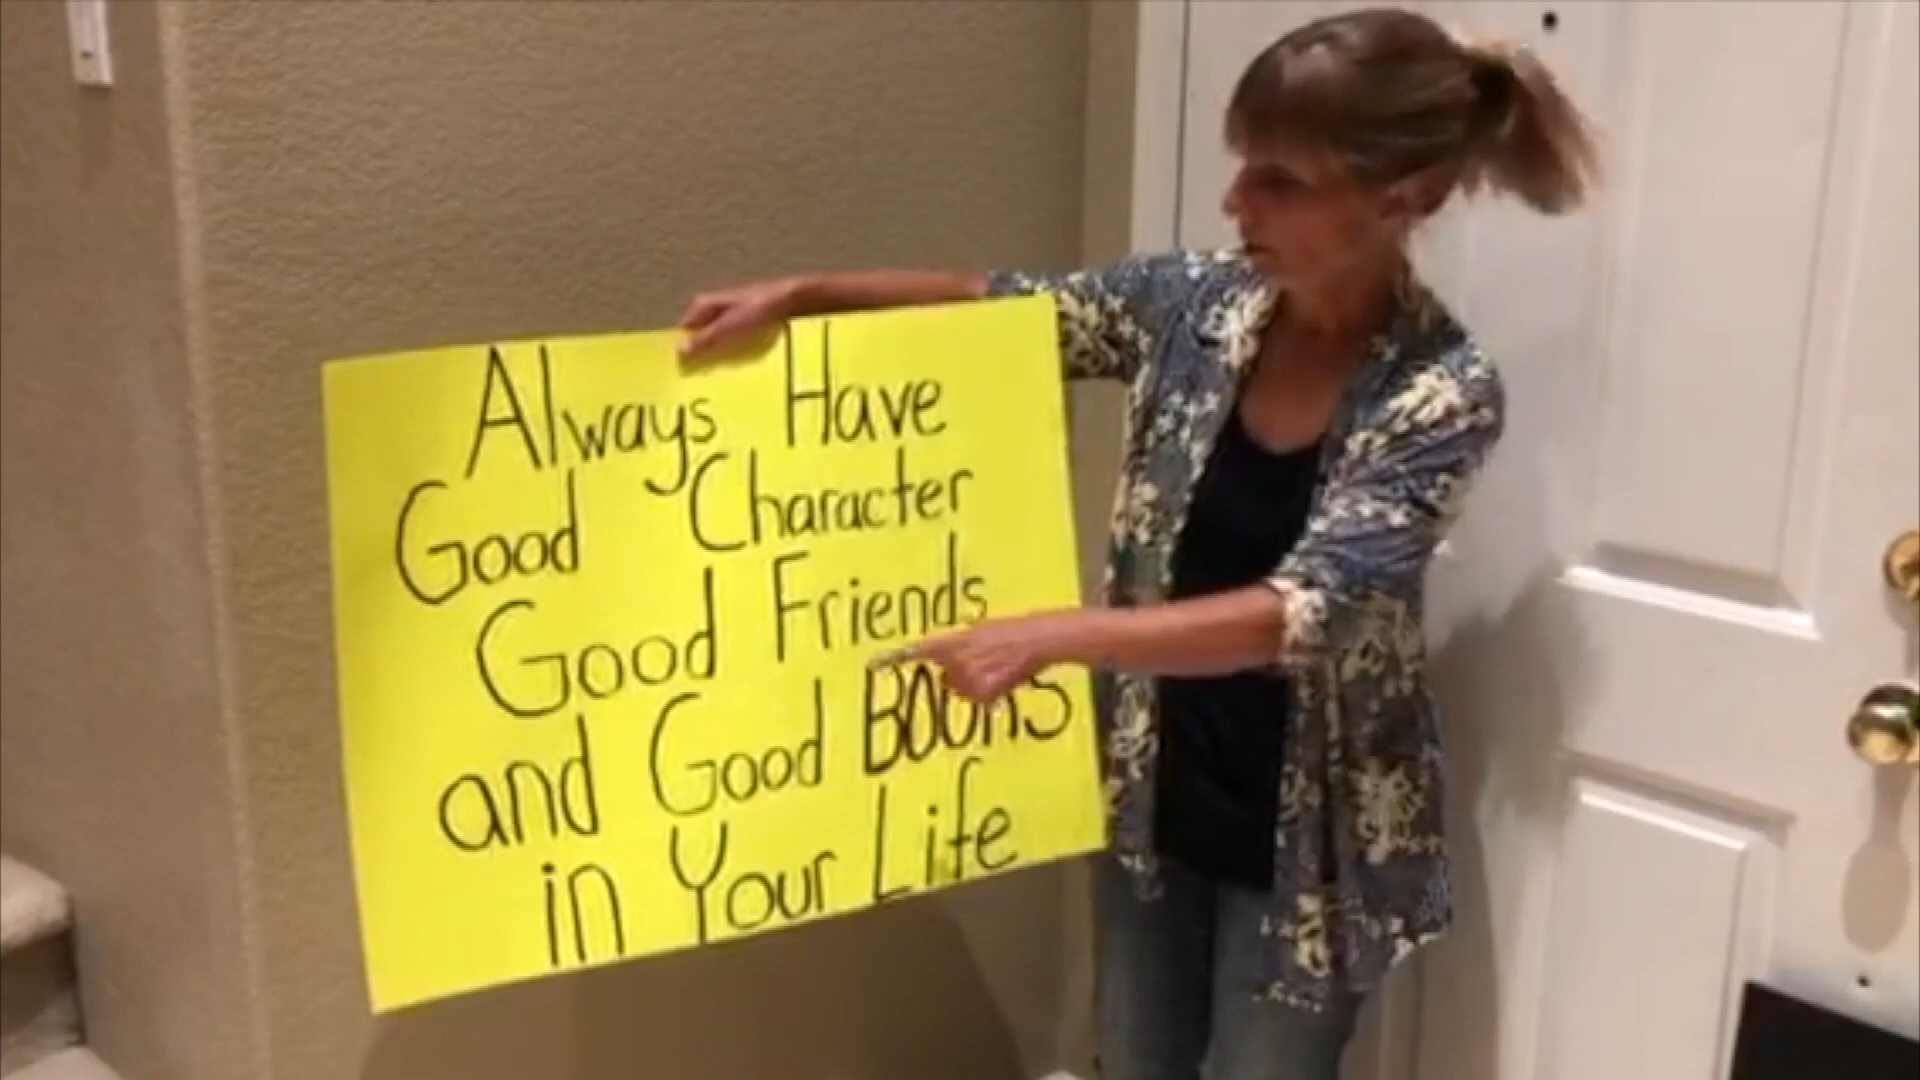 Always Have
Good Character
Good Friends
and Good BOOKS
in Your Life